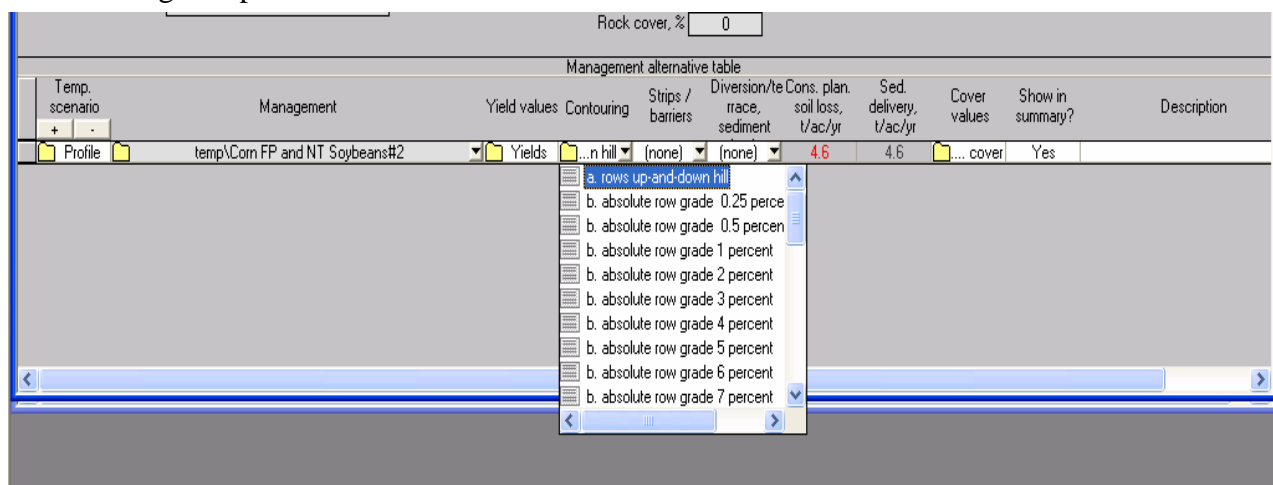 Rock cover, % 0
Management alternative table
Temp. scenario
+ -
Management
Yield values
Contouring
Strips / barriers
Diversion/te rrace, sediment
Cons. plan. soil loss, t/ac/yr
Sed. delivery, t/ac/yr
Cover values
Show in summary?
Description
Profile temp\Corn FP and NT Soybeans#2 Yields ...n hill (none) (none) 4.6 4.6 .... cover Yes
a. rows up-and-down hill
b. absolute row grade 0.25 perce
b. absolute row grade 0.5 percen
b. absolute row grade 1 percent
b. absolute row grade 2 percent
b. absolute row grade 3 percent
b. absolute row grade 4 percent
b. absolute row grade 5 percent
b. absolute row grade 6 percent
b. absolute row grade 7 percent